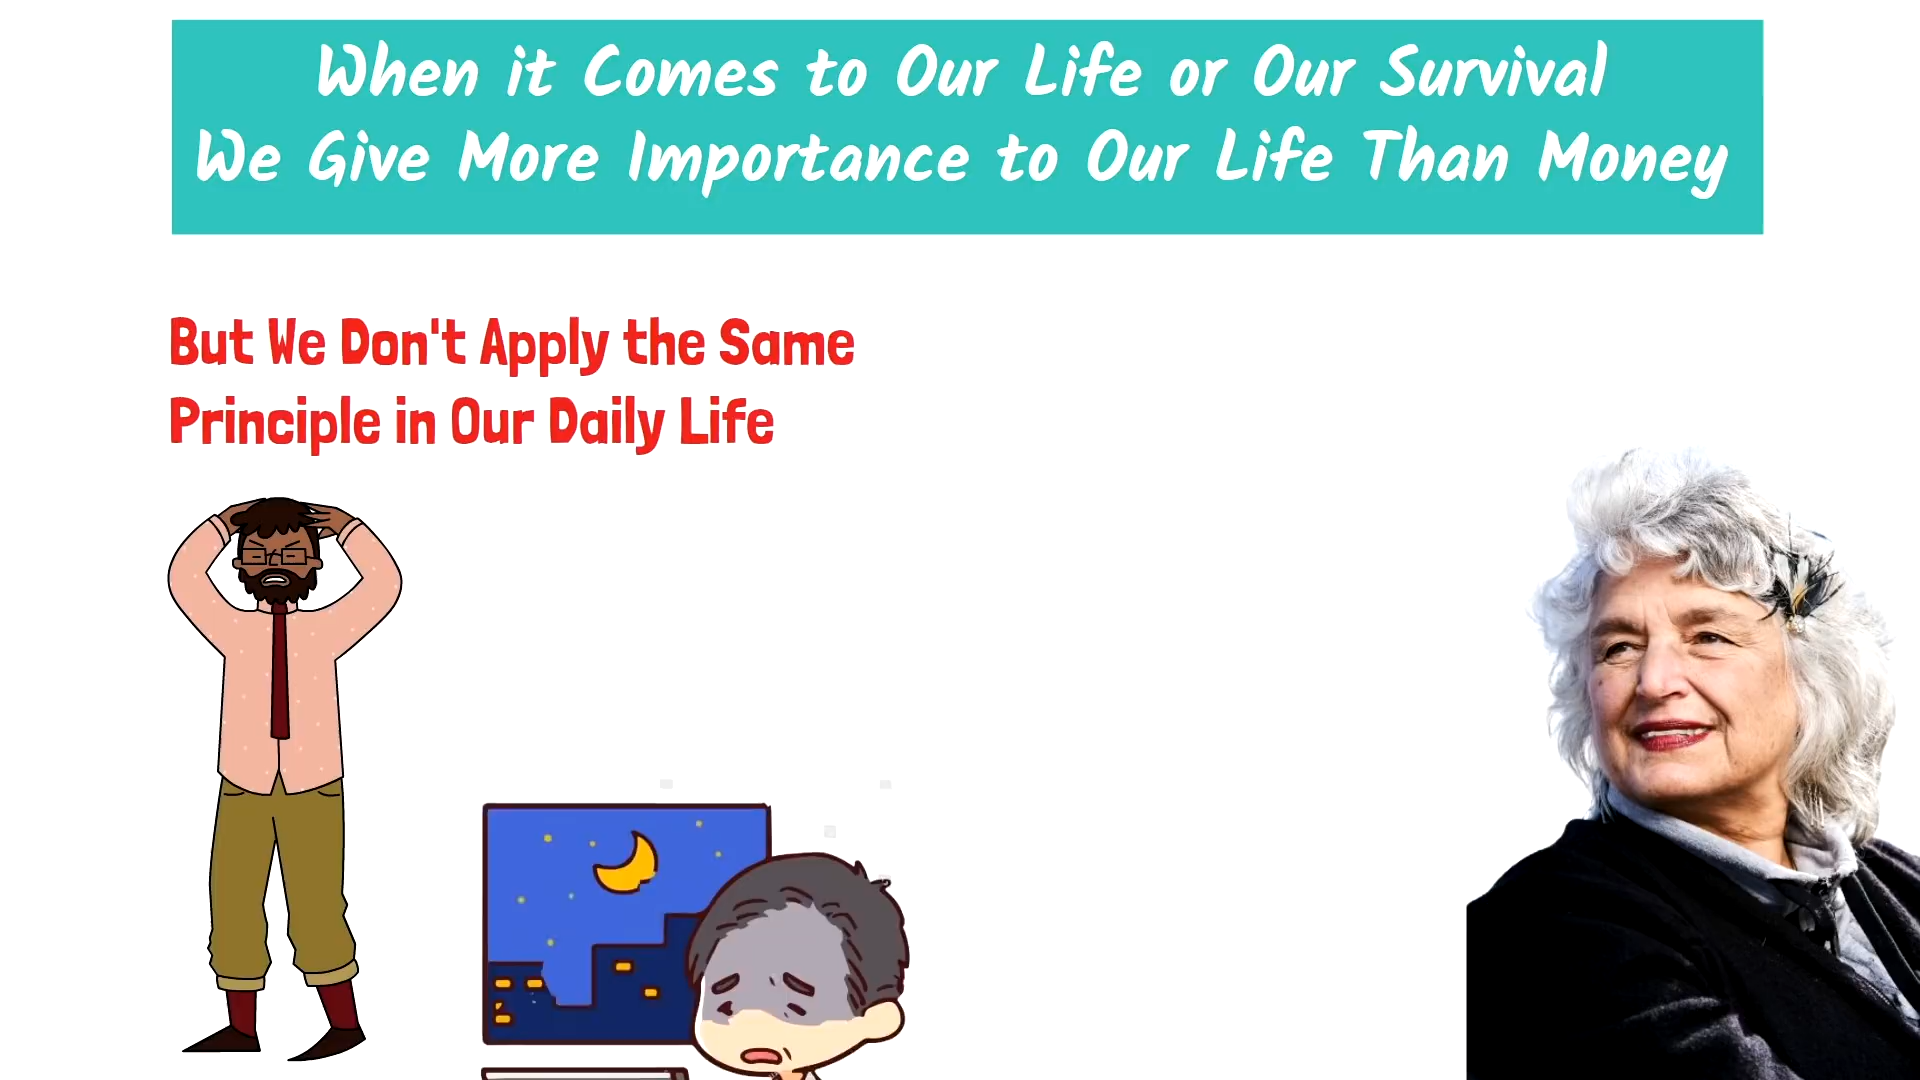 When it Comes to Our Life or Our Survival
We Give More Importance to Our Life Than Money
But We Don't Apply the Same
Principle in Our Daily Life